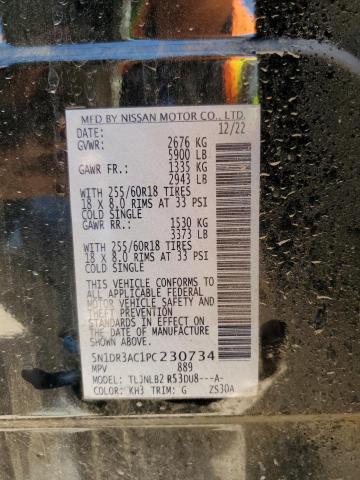 MFD BY NISSAN MOTOR CO., LTD.
DATE: 12/22
GVWR: 2676 KG
5900 LB
GAWR FR.: 1335 KG
2943 LB
WITH 255/60R18 TIRES
18 X 8.0 RIMS AT 33 PSI
COLD SINGLE
GAWR RR.: 1530 KG
3373 LB
WITH 255/60R18 TIRES
18 X 8.0 RIMS AT 33 PSI
COLD SINGLE
THIS VEHICLE CONFORMS TO
ALL APPLICABLE FEDERAL
MOTOR VEHICLE SAFETY
AND THEFT PREVENTION
STANDARDS IN EFFECT ON
THE DATE OF MANUFACTURE
SHOWN ABOVE.
5N1DR3AC1PC230734
MPV 889
MODEL: TLJNLB2 R53DU8---A-
COLOR: KH3 TRIM: G ZS30A